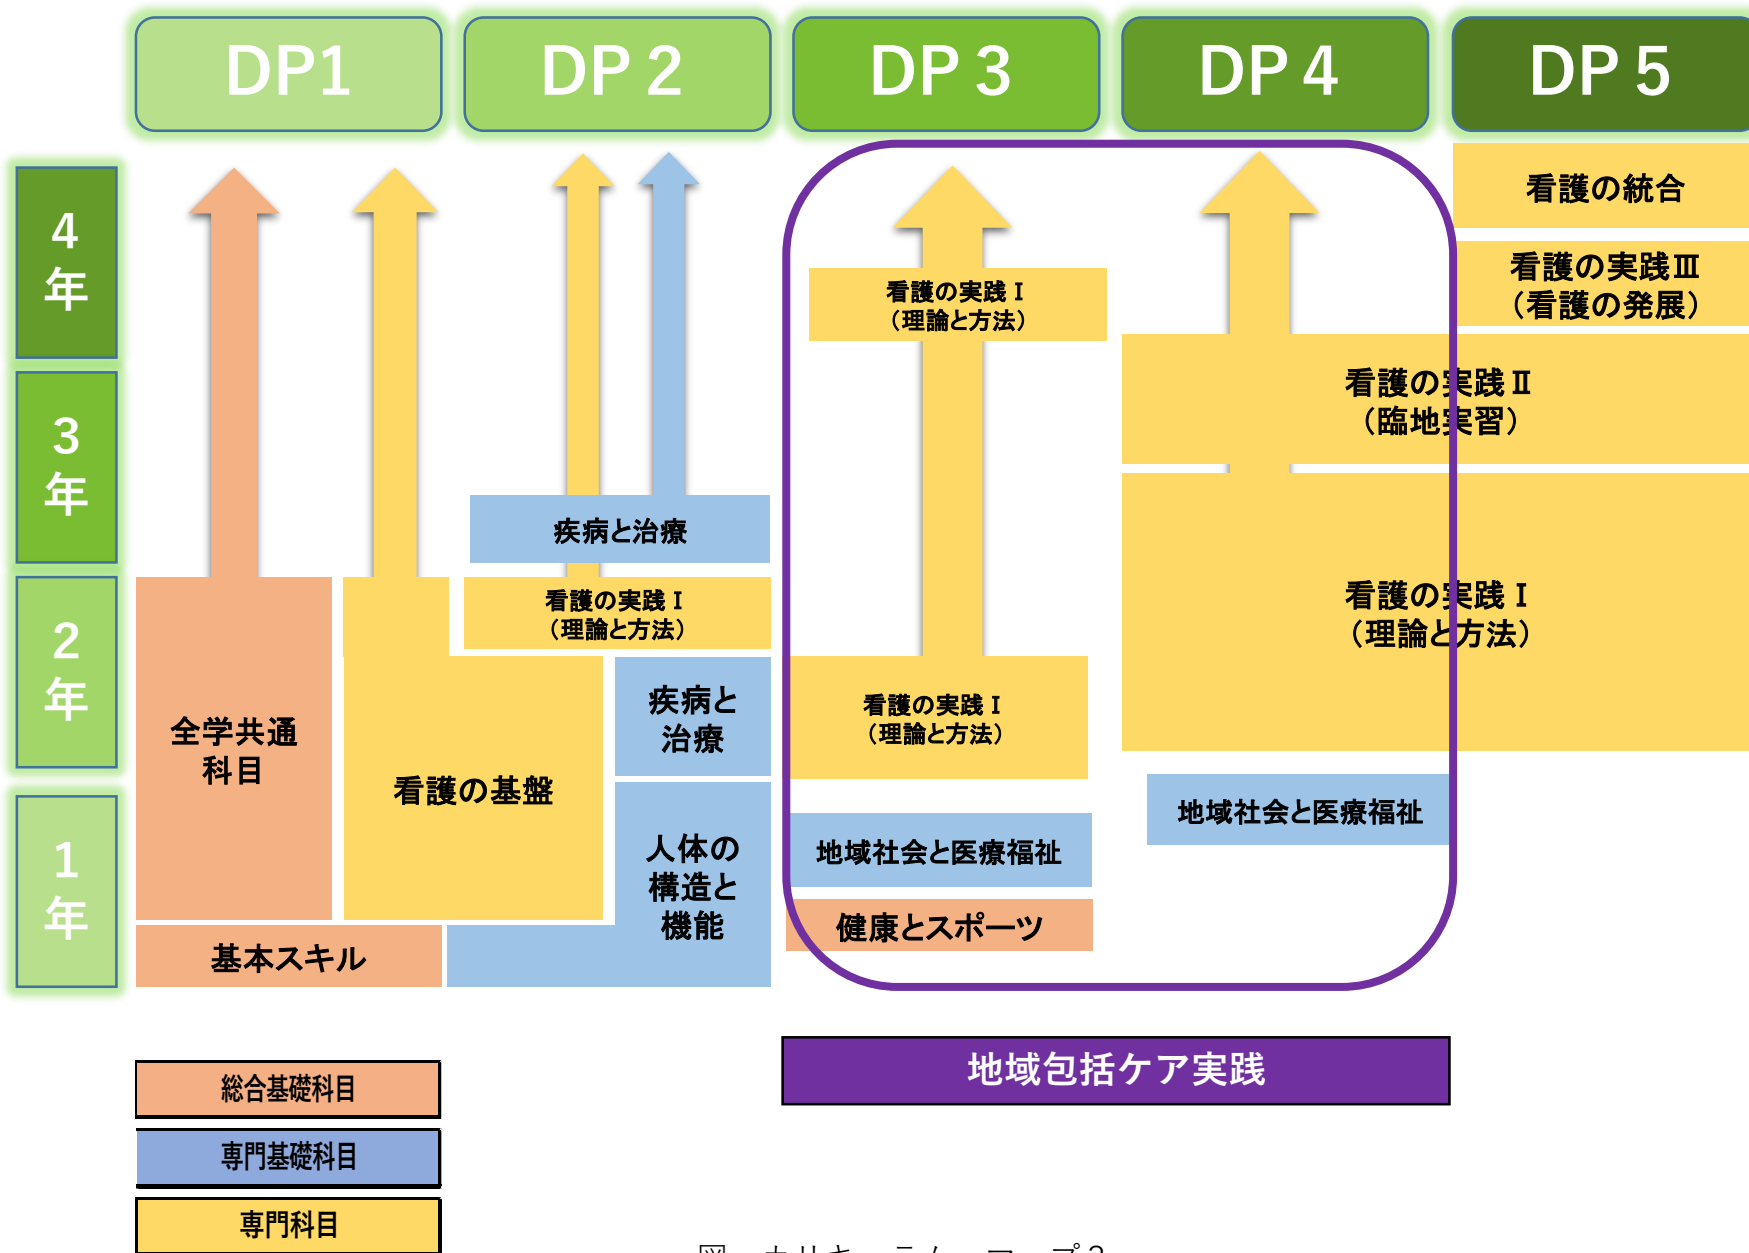 DP1
DP 2
DP 3
DP 4
DP 5
4
年
3
年
2
年
1
年
看護の統合
看護の実践Ⅲ
（看護の発展）
看護の実践Ⅰ
（理論と方法）
看護の実践Ⅱ
（臨地実習）
疾病と治療
看護の実践Ⅰ
（理論と方法）
看護の実践Ⅰ
（理論と方法）
全学共通
科目
看護の基盤
疾病と
治療
看護の実践Ⅰ
（理論と方法）
人体の
構造と
機能
地域社会と医療福祉
地域社会と医療福祉
健康とスポーツ
基本スキル
地域包括ケア実践
総合基礎科目
専門基礎科目
専門科目